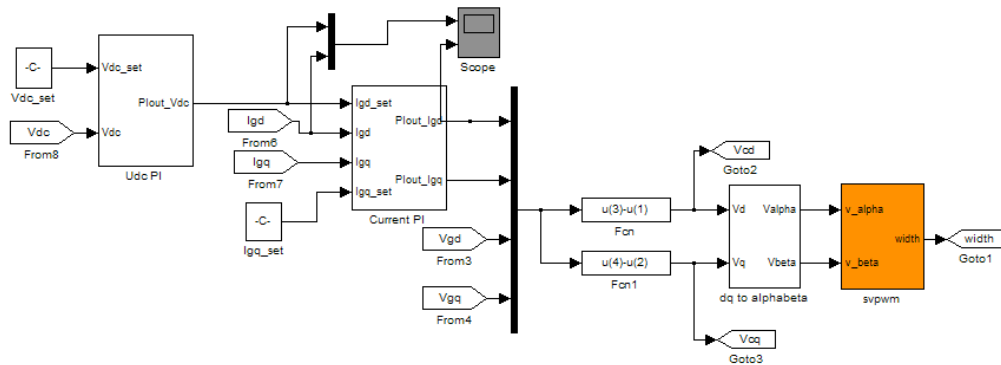 -C-
Vdc_set
Vdc
From8
Vdc_set
PIout_Vdc
Vdc
Udc PI
Igd
From6
Igq
From7
-C-
Igq_set
Scope
Igd_set
PIout_Igd
Igd
Igq
PIout_Igq
Igq_set
Current PI
Vgd
From3
Vgq
From4
u(3)-u(1)
Fcn
u(4)-u(2)
Fcn1
Vcd
Goto2
Vd
Valpha
Vq
Vbeta
dq to alphabeta
Vcq
Goto3
v_alpha
width
v_beta
svpwm
width
Goto1